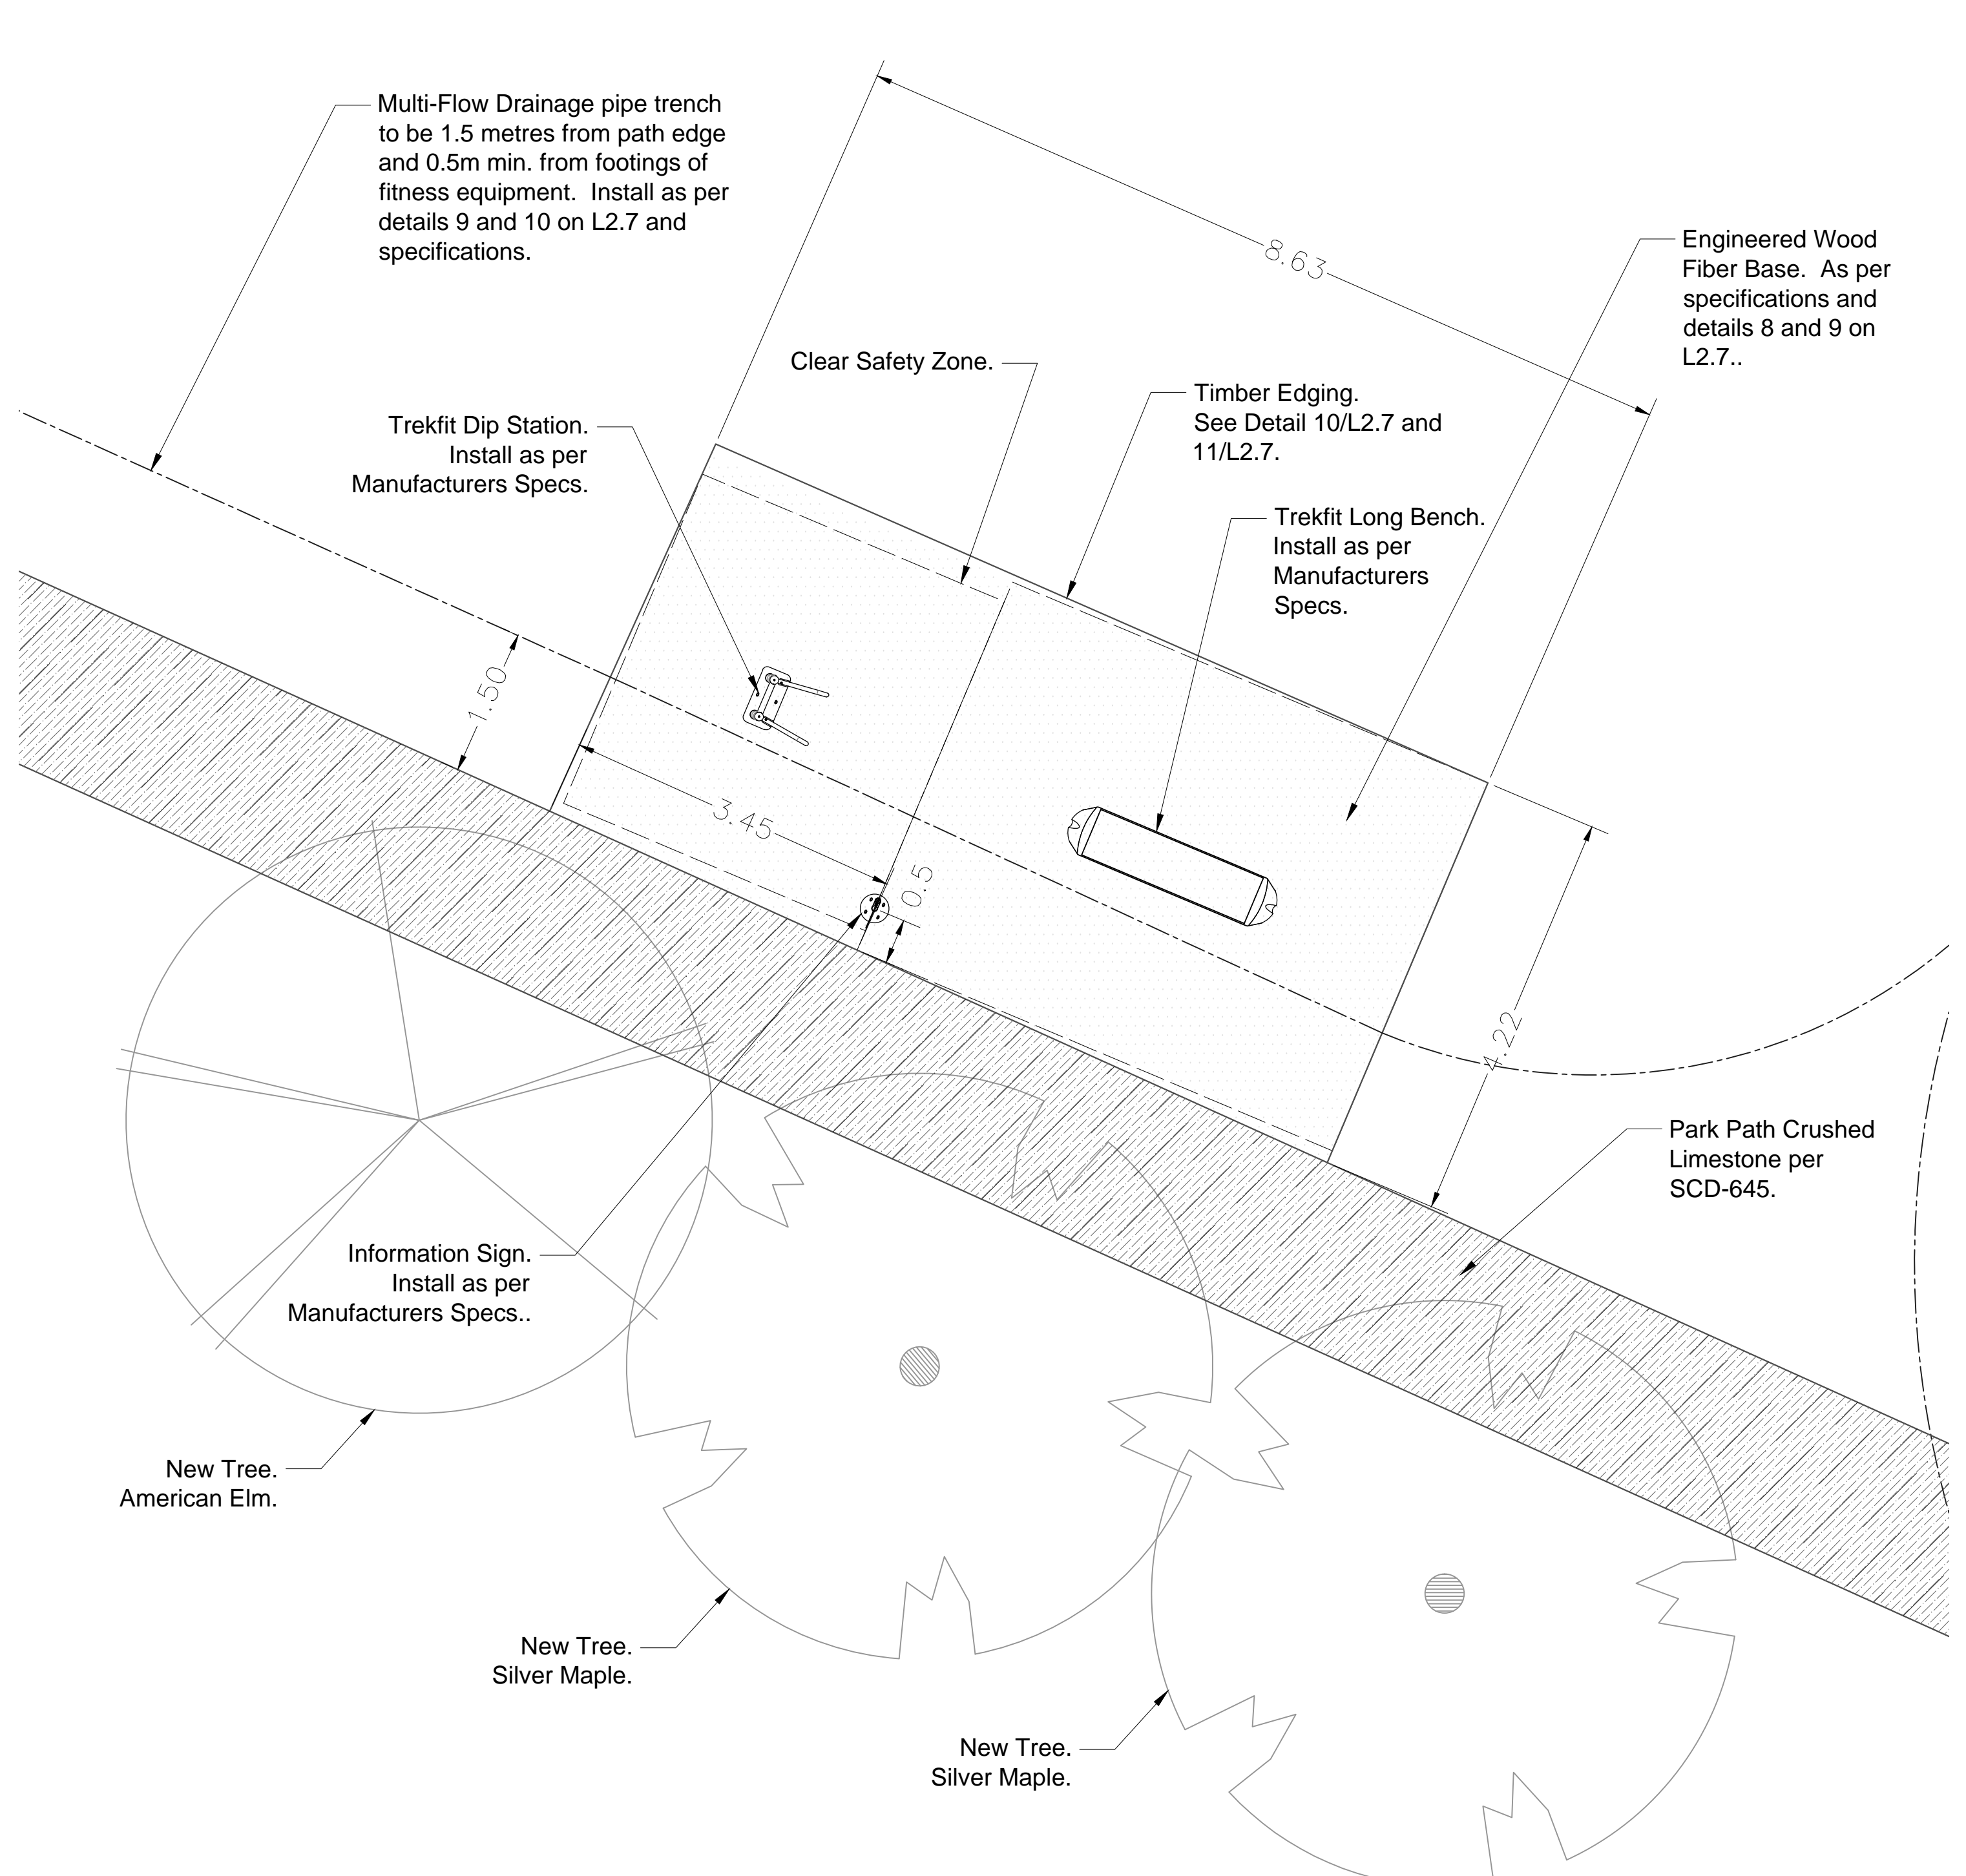 Multi-Flow Drainage pipe trench
to be 1.5 metres from path edge
and 0.5m min. from footings of
fitness equipment.  Install as per
details 9 and 10 on L2.7 and
specifications.
8.63
Engineered Wood
Fiber Base.  As per
specifications and
details 8 and 9 on
L2.7..
Clear Safety Zone.
Timber Edging.
See Detail 10/L2.7 and
11/L2.7.
Trekfit Dip Station.
Install as per
Manufacturers Specs.
Trekfit Long Bench.
Install as per
Manufacturers
Specs.
1.50
3.45
0.5
4.22
Park Path Crushed
Limestone per
SCD-645.
Information Sign.
Install as per
Manufacturers Specs..
New Tree.
American Elm.
New Tree.
Silver Maple.
New Tree.
Silver Maple.